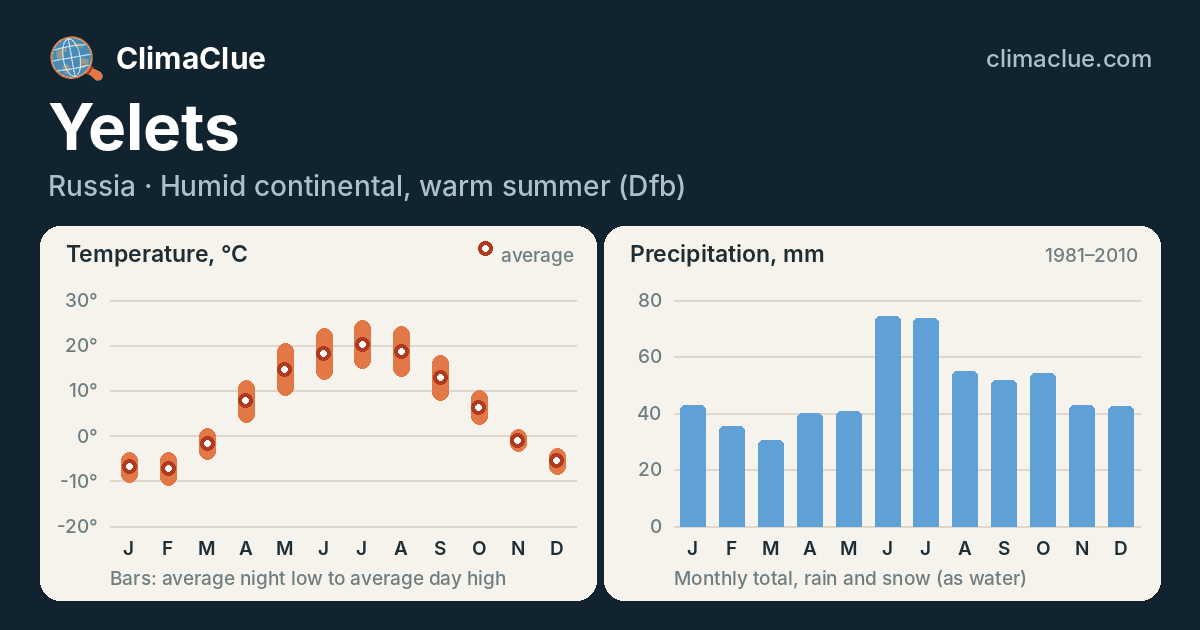 ClimaClue
climaclue.com
Yelets
Russia · Humid continental, warm summer (Dfb)
Temperature, °C
average
30°
20°
10°
0°
-10°
-20°
J F M A M J J A S O N D
Bars: average night low to average day high
Precipitation, mm
1981–2010
80
60
40
20
0
J F M A M J J A S O N D
Monthly total, rain and snow (as water)